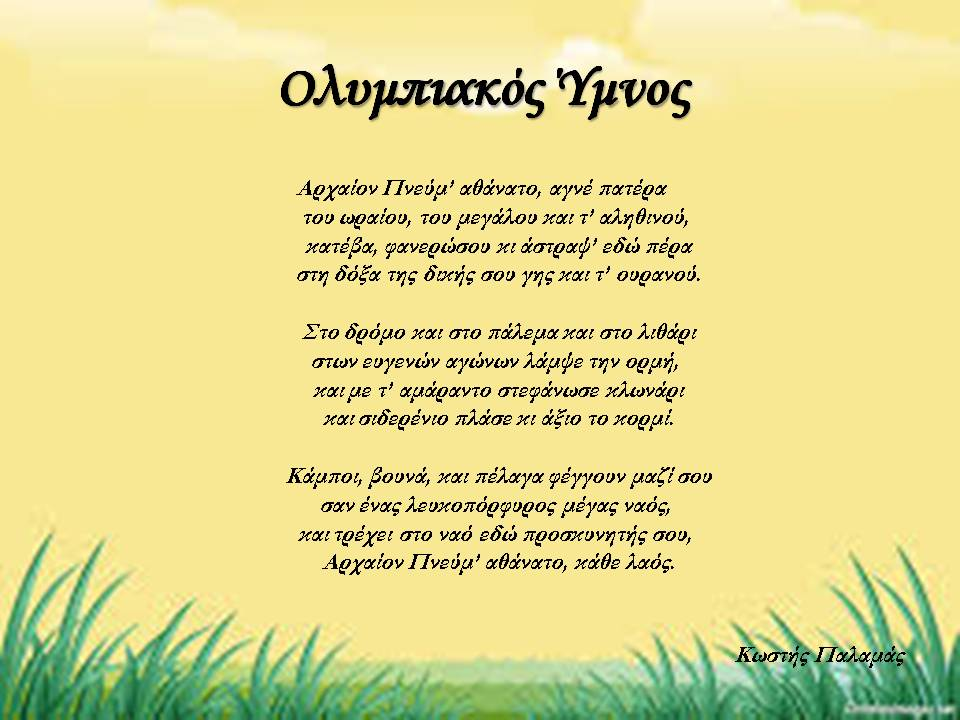 Ολυμπιακός Ύμνος
Αρχαίον Πνεύμ’ αθάνατο, αγνέ πατέρα
του ωραίου, του μεγάλου και τ’ αληθινού,
κατέβα, φανερώσου κι άστραψ’ εδώ πέρα
στη δόξα της δικής σου γης και τ’ ουρανού.
Στο δρόμο και στο πάλεμα και στο λιθάρι
στων ευγενών αγώνων λάμψε την ορμή,
και με τ’ αμάραντο στεφάνωσε κλωνάρι
και σιδερένιο πλάσε κι άξιο το κορμί.
Κάμποι, βουνά, και πέλαγα φέγγουν μαζί σου
σαν ένας λευκοπόρφυρος μέγας ναός,
και τρέχει στο ναό εδώ προσκυνητής σου,
Αρχαίον Πνεύμ’ αθάνατο, κάθε λαός.
Κωστής Παλαμάς